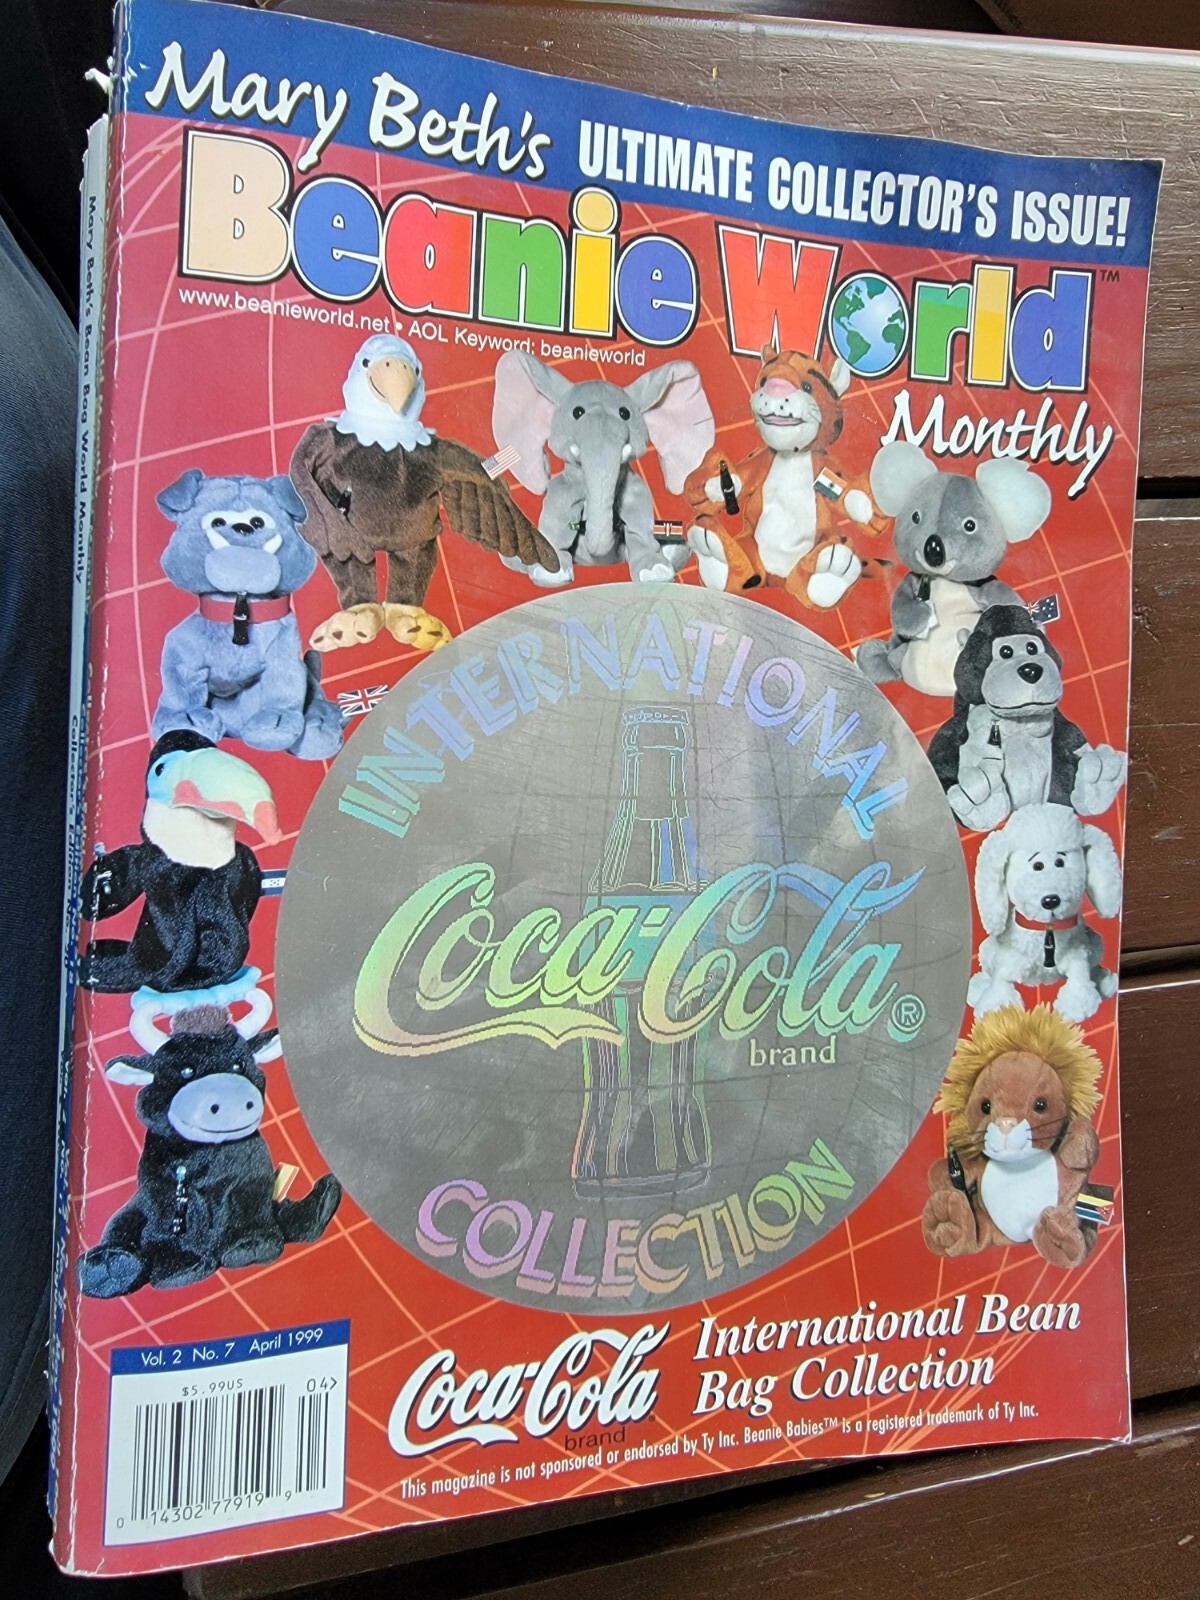 Mary Beth's ULTIMATE COLLECTOR'S ISSUE!
Beanie World™
www.beanieworld.net • AOL Keyword: beanieworld
Monthly
INTERNATIONAL
Coca-Cola®
brand
COLLECTION
Vol. 2 No. 7 April 1999
$5.99US
04>
0 14302 77919 9
Coca-Cola®
brand
International Bean
Bag Collection
This magazine is not sponsored or endorsed by Ty Inc. Beanie Babies™ is a registered trademark of Ty Inc.
Mary Beth's Bean Bag World Monthly